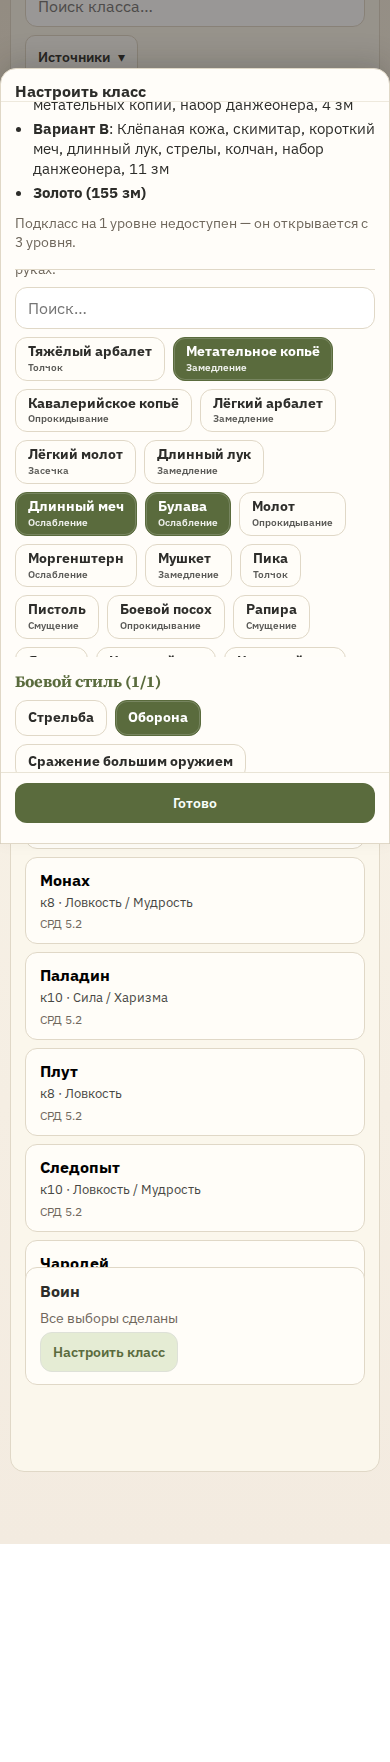 Поиск класса...
Источники ▾
Настроить класс
метательных копий, набор данжеонера, 4 зм
• Вариант B: Клёпаная кожа, скимитар, короткий
меч, длинный лук, стрелы, колчан, набор
данжеонера, 11 зм
• Золото (155 зм)
Подкласс на 1 уровне недоступен — он открывается с
3 уровня.
руках.
Поиск...
Тяжёлый арбалет Метательное копьё
Толчок Замедление
Кавалерийское копьё Лёгкий арбалет
Опрокидывание Замедление
Лёгкий молот Длинный лук
Засечка Замедление
Длинный меч Булава Молот
Ослабление Ослабление Опрокидывание
Моргенштерн Мушкет Пика
Ослабление Замедление Толчок
Пистоль Боевой посох Рапира
Смущение Опрокидывание Смущение
Боевой стиль (1/1)
Стрельба Оборона
Сражение большим оружием
Готово
Монах
к8 · Ловкость / Мудрость
СРД 5.2
Паладин
к10 · Сила / Харизма
СРД 5.2
Плут
к8 · Ловкость
СРД 5.2
Следопыт
к10 · Ловкость / Мудрость
СРД 5.2
Чародей
Воин
Все выборы сделаны
Настроить класс